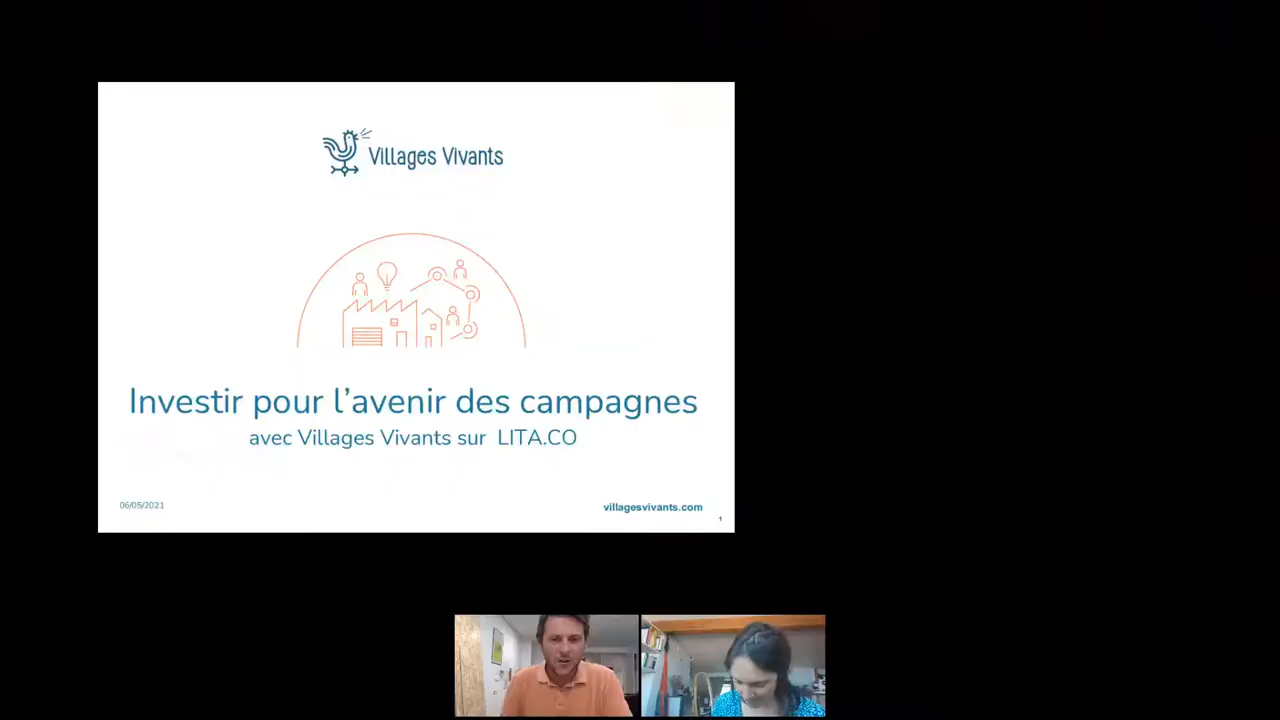 Villages Vivants
Investir pour l'avenir des campagnes
avec Villages Vivants sur LITA.CO
06/05/2021
villagesvivants.com
1